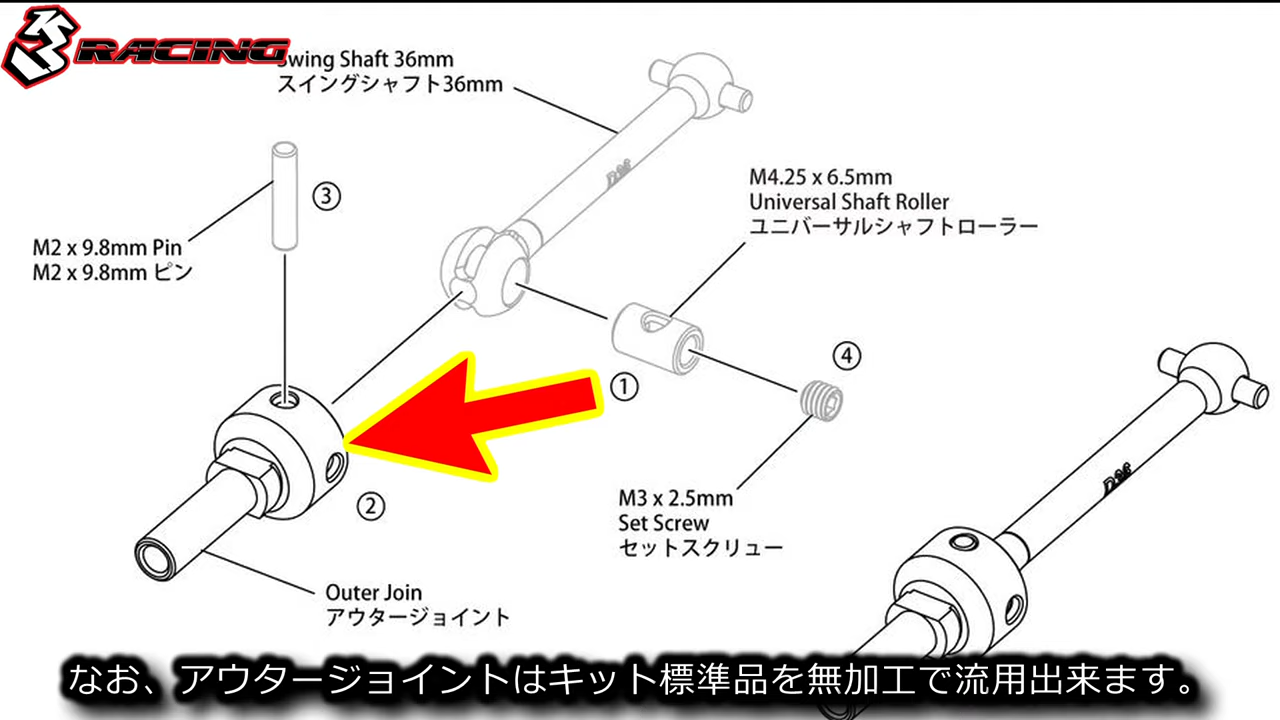 3
RACING
Swing Shaft 36mm
スイングシャフト36mm
D36
③
M2 x 9.8mm Pin
M2 x 9.8mm ピン
M4.25 x 6.5mm
Universal Shaft Roller
ユニバーサルシャフトローラー
①
④
②
M3 x 2.5mm
Set Screw
セットスクリュー
D36
Outer Join
アウタージョイント
なお、アウタージョイントはキット標準品を無加工で流用出来ます。